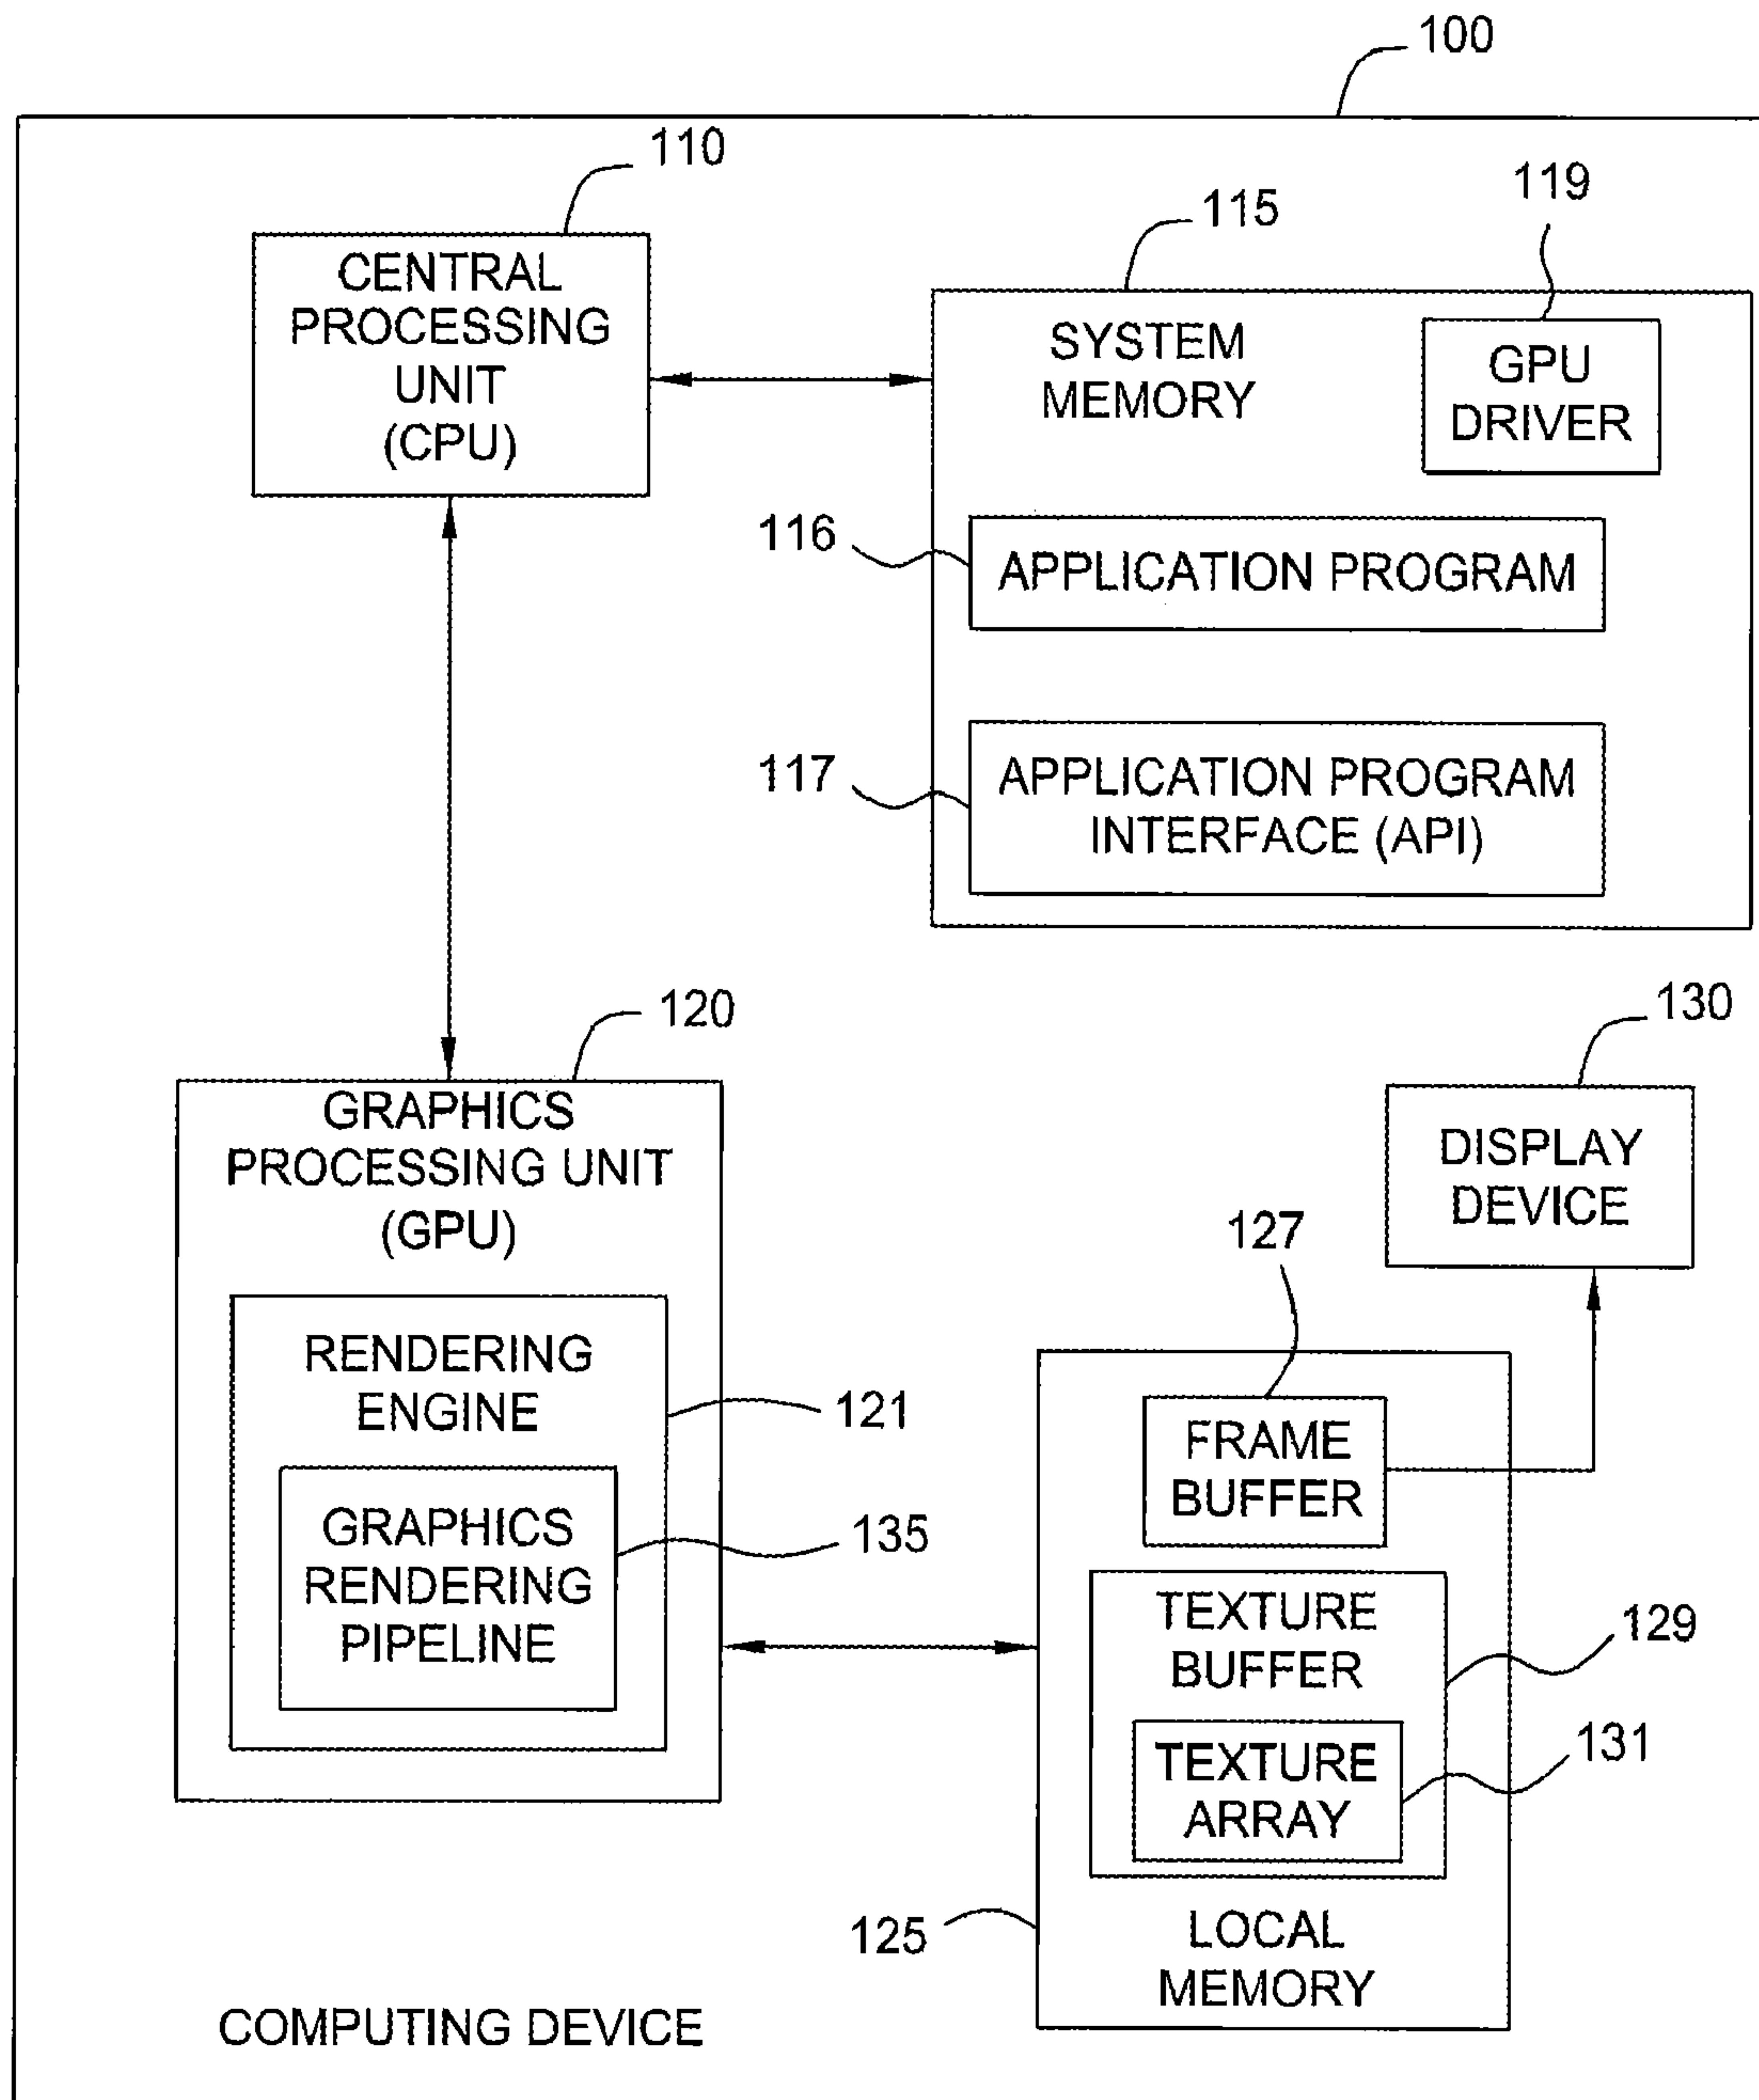 100
110
CENTRAL
PROCESSING
UNIT
(CPU)
115
119
SYSTEM
MEMORY
GPU
DRIVER
116
APPLICATION PROGRAM
117
APPLICATION PROGRAM
INTERFACE (API)
120
GRAPHICS
PROCESSING UNIT
(GPU)
RENDERING
ENGINE
121
GRAPHICS
RENDERING
PIPELINE
135
130
DISPLAY
DEVICE
127
FRAME
BUFFER
TEXTURE
BUFFER
129
TEXTURE
ARRAY
131
125
LOCAL
MEMORY
COMPUTING DEVICE